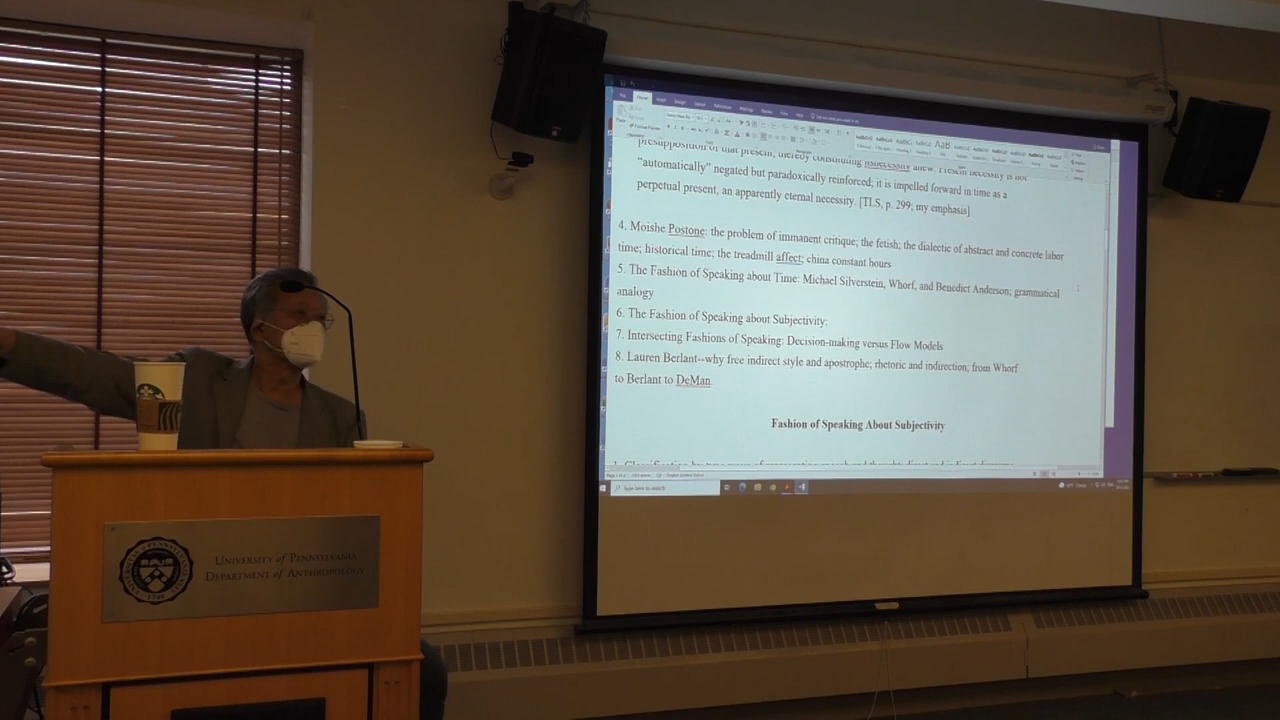 presupposition of that present, thereby constituting itsnecessity anew. Present necessity is not
"automatically" negated but paradoxically reinforced; it is impelled forward in time as a
perpetual present, an apparently eternal necessity. [TLS, p. 299; my emphasis]
4. Moishe Postone: the problem of immanent critique; the fetish; the dialectic of abstract and concrete labor
time; historical time; the treadmill affect; china constant hours
5. The Fashion of Speaking about Time: Michael Silverstein, Whorf, and Benedict Anderson; grammatical
analogy
6. The Fashion of Speaking about Subjectivity:
7. Intersecting Fashions of Speaking: Decision-making versus Flow Models
8. Lauren Berlant--why free indirect style and apostrophe; rhetoric and indirection; from Whorf
to Berlant to DeMan
Fashion of Speaking About Subjectivity
Type here to search
UNIVERSITY of PENNSYLVANIA
DEPARTMENT of ANTHROPOLOGY
1740